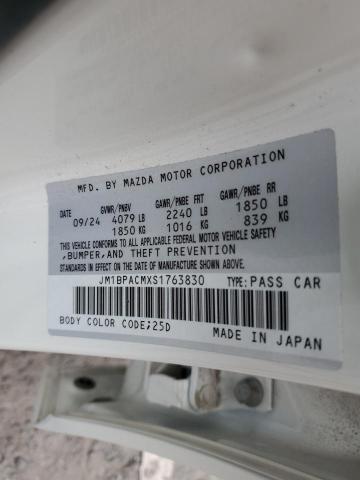 MFD. BY MAZDA MOTOR CORPORATION
DATE GVWR/PNBV GAWR/PNBE FRT GAWR/PNBE RR
09/24 4079 LB 2240 LB 1850 LB
1850 KG 1016 KG 839 KG
THIS VEHICLE CONFORMS TO ALL APPLICABLE FEDERAL MOTOR VEHICLE SAFETY
,BUMPER,AND THEFT PREVENTION
STANDARDS IN EFFECT ON THE DATE OF MANUFACTURE SHOWN ABOVE.
JM1BPACMXS1763830 TYPE:PASS CAR
BODY COLOR CODE;25D MADE IN JAPAN